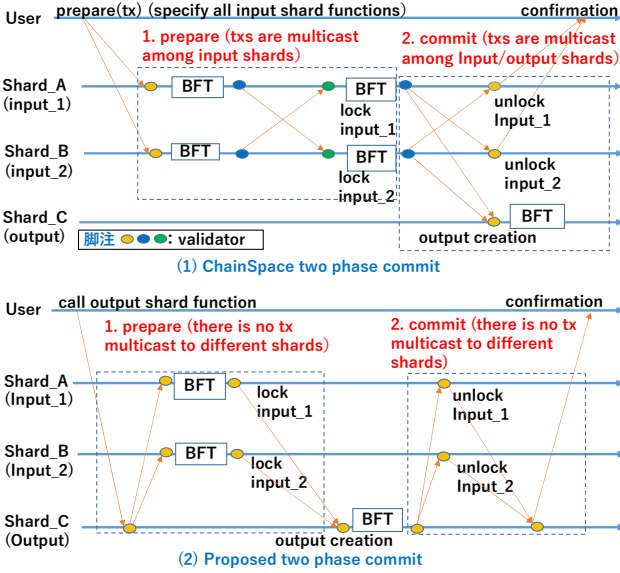 prepare(tx) (specify all input shard functions)
confirmation
User
1. prepare (txs are multicast
among input shards)
2. commit (txs are multicast
among Input/output shards)
Shard_A
(input_1)
BFT
BFT
lock
input_1
unlock
Input_1
Shard_B
(input_2)
BFT
BFT
lock
input_2
unlock
input_2
Shard_C
(output)
BFT
脚注 : validator
output creation
(1) ChainSpace two phase commit
call output shard function
confirmation
User
1. prepare (there is no tx
multicast to different shards)
2. commit (there is no tx
multicast to different
shards)
Shard_A
(Input_1)
BFT
lock
input_1
unlock
Input_1
Shard_B
(Input_2)
BFT
lock
input_2
unlock
Input_2
Shard_C
(Output)
BFT
output creation
(2) Proposed two phase commit